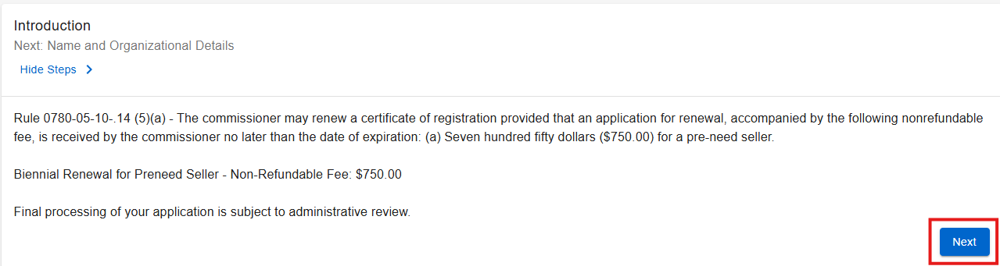 Introduction
Next: Name and Organizational Details
Hide Steps
Rule 0780-05-10-.14 (5)(a) - The commissioner may renew a certificate of registration provided that an application for renewal, accompanied by the following nonrefundable
fee, is received by the commissioner no later than the date of expiration: (a) Seven hundred fifty dollars ($750.00) for a pre-need seller.
Biennial Renewal for Preneed Seller - Non-Refundable Fee: $750.00
Final processing of your application is subject to administrative review.
Next